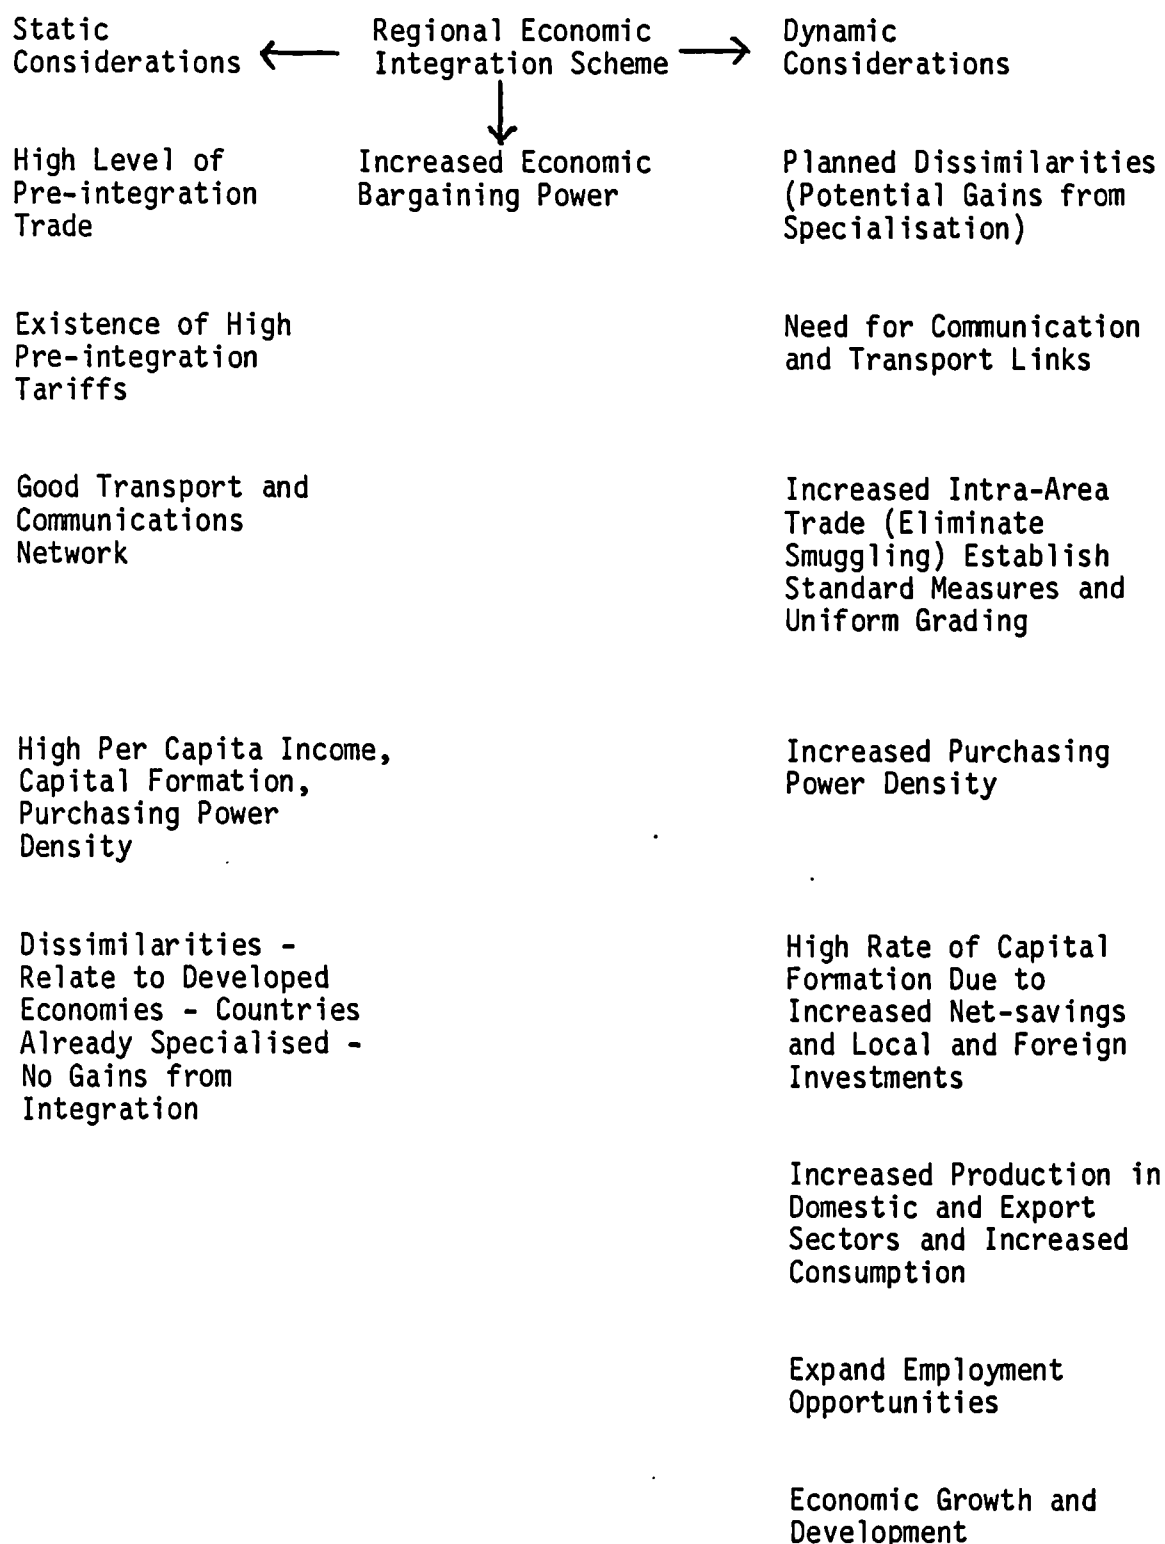 Static
Considerations
Regional Economic
Integration Scheme
Dynamic
Considerations
High Level of
Pre-integration
Trade
Increased Economic
Bargaining Power
Planned Dissimilarities
(Potential Gains from
Specialisation)
Existence of High
Pre-integration
Tariffs
Need for Communication
and Transport Links
Good Transport and
Communications
Network
Increased Intra-Area
Trade (Eliminate
Smuggling) Establish
Standard Measures and
Uniform Grading
High Per Capita Income,
Capital Formation,
Purchasing Power
Density
Increased Purchasing
Power Density
Dissimilarities -
Relate to Developed
Economies - Countries
Already Specialised -
No Gains from
Integration
High Rate of Capital
Formation Due to
Increased Net-savings
and Local and Foreign
Investments
Increased Production in
Domestic and Export
Sectors and Increased
Consumption
Expand Employment
Opportunities
Economic Growth and
Development